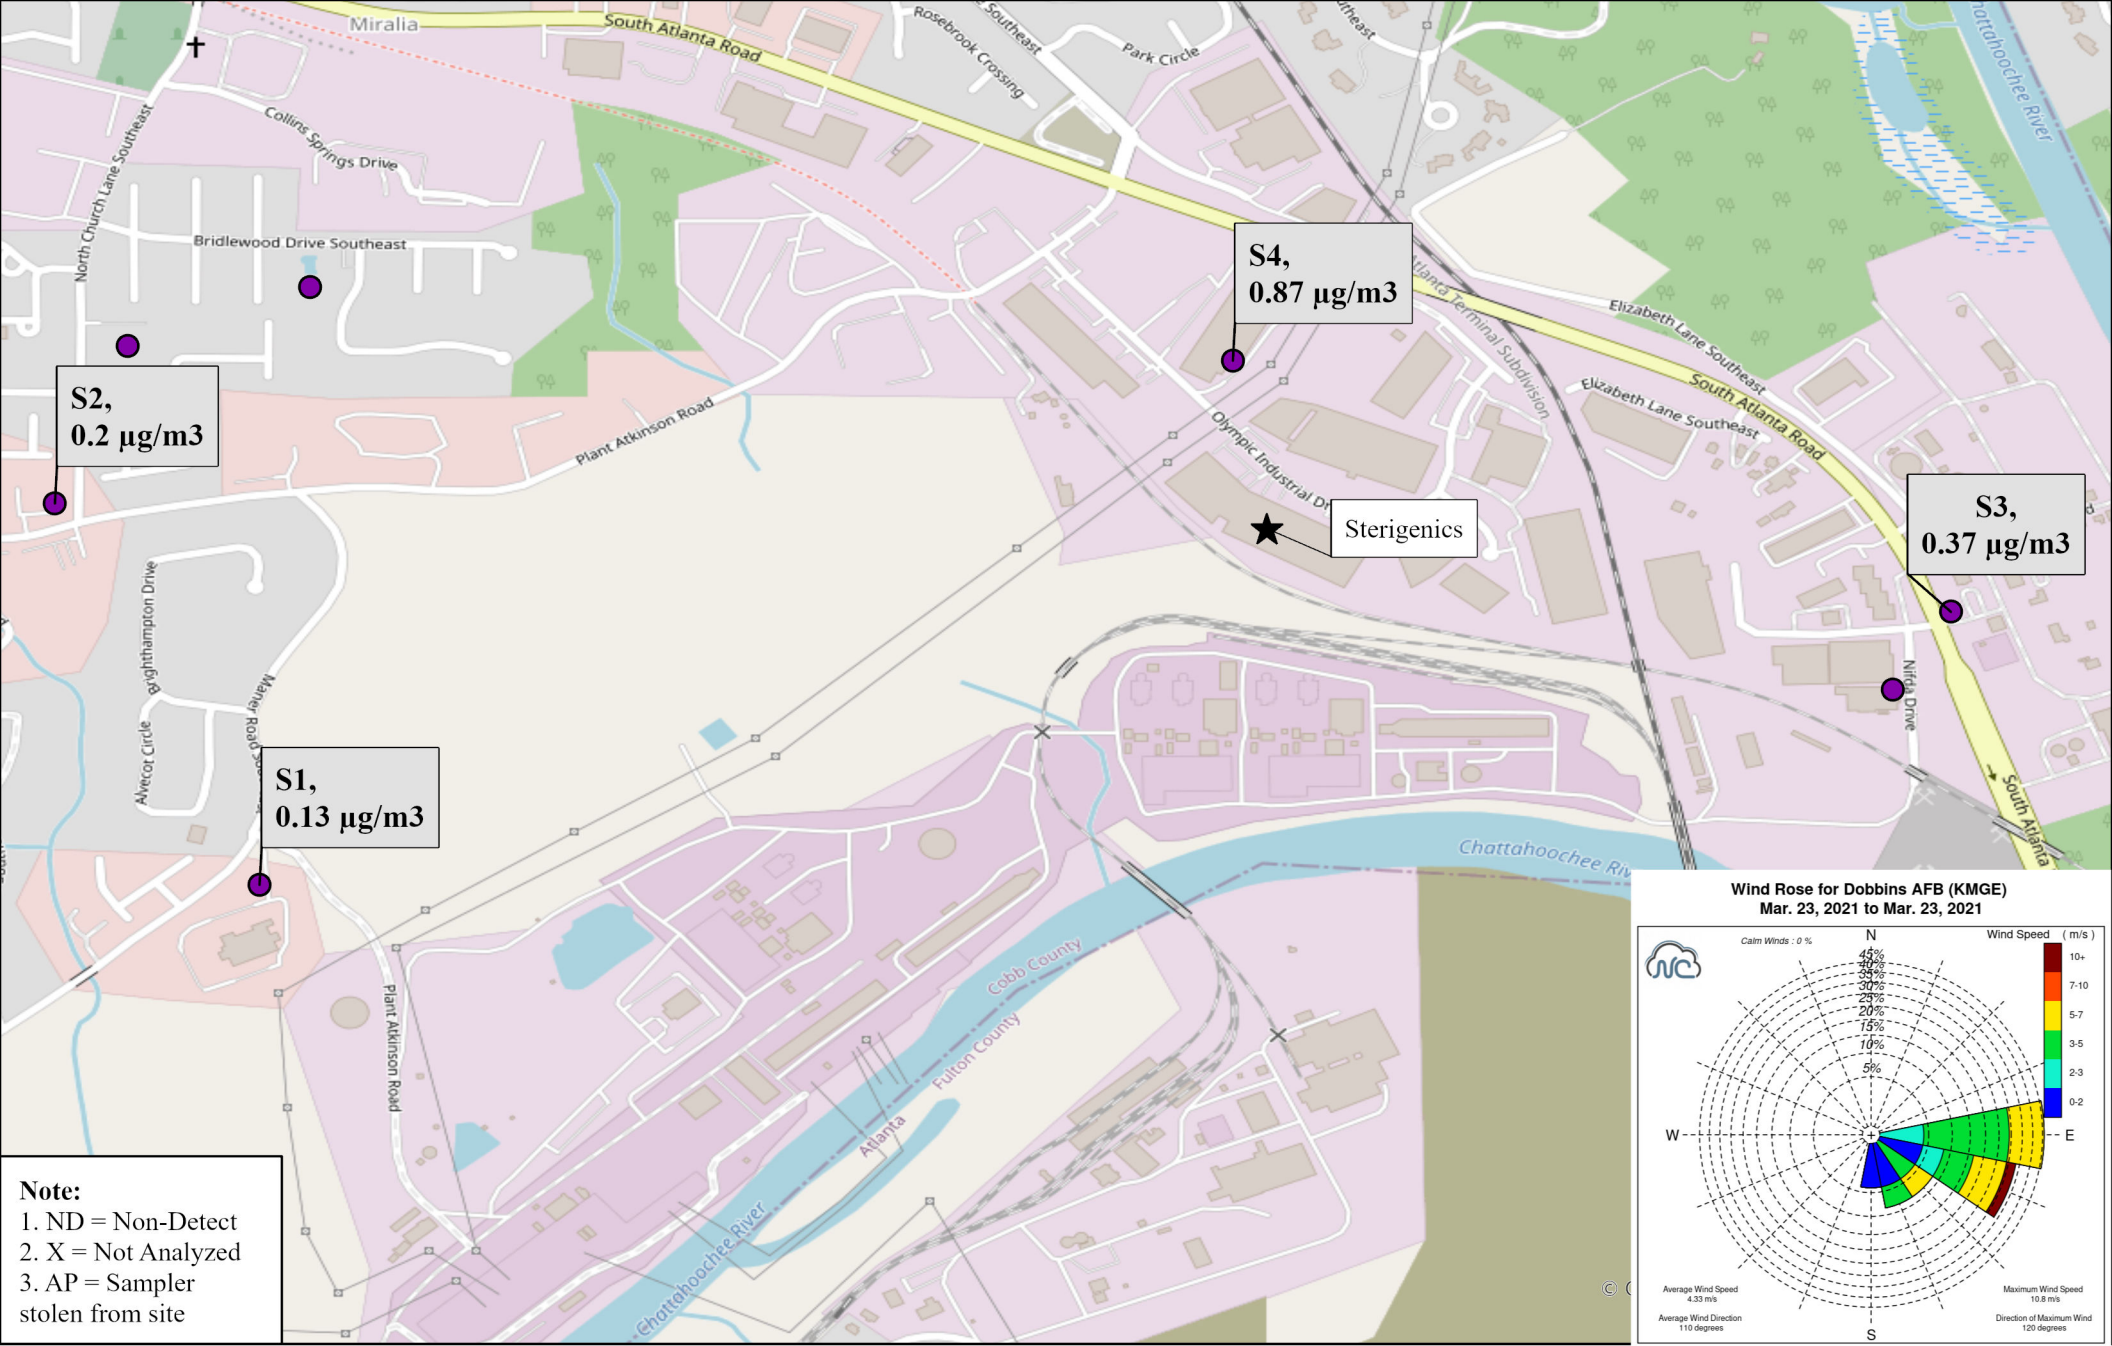 Miralia
South Atlanta Road
Rosebrook Crossing
Southeast
Park Circle
Chattahoochee River
Collins Springs Drive
North Church Lane Southeast
Bridlewood Drive Southeast
S4,
0.87 µg/m3
Atlanta Terminal Subdivision
Elizabeth Lane Southeast
Elizabeth Lane Southeast
South Atlanta Road
S2,
0.2 µg/m3
Plant Atkinson Road
Olympic Industrial Dr
Sterigenics
S3,
0.37 µg/m3
Brighthampton Drive
Alvecot Circle
Maner Road
Nifda Drive
South Atlanta
S1,
0.13 µg/m3
Chattahoochee Riv
Cobb County
Fulton County
Atlanta
Plant Atkinson Road
Chattahoochee River
Note:
1. ND = Non-Detect
2. X = Not Analyzed
3. AP = Sampler
stolen from site
©
Wind Rose for Dobbins AFB (KMGE)
Mar. 23, 2021 to Mar. 23, 2021
NC
Calm Winds : 0 %
N
Wind Speed ( m/s )
45%
40%
35%
30%
25%
20%
15%
10%
5%
10+
7-10
5-7
3-5
2-3
0-2
W
E
S
Average Wind Speed
4.33 m/s
Average Wind Direction
110 degrees
Maximum Wind Speed
10.8 m/s
Direction of Maximum Wind
120 degrees